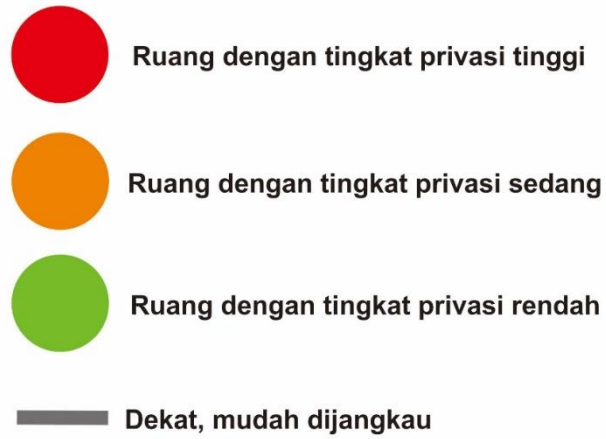 Ruang dengan tingkat privasi tinggi
Ruang dengan tingkat privasi sedang
Ruang dengan tingkat privasi rendah
Dekat, mudah dijangkau